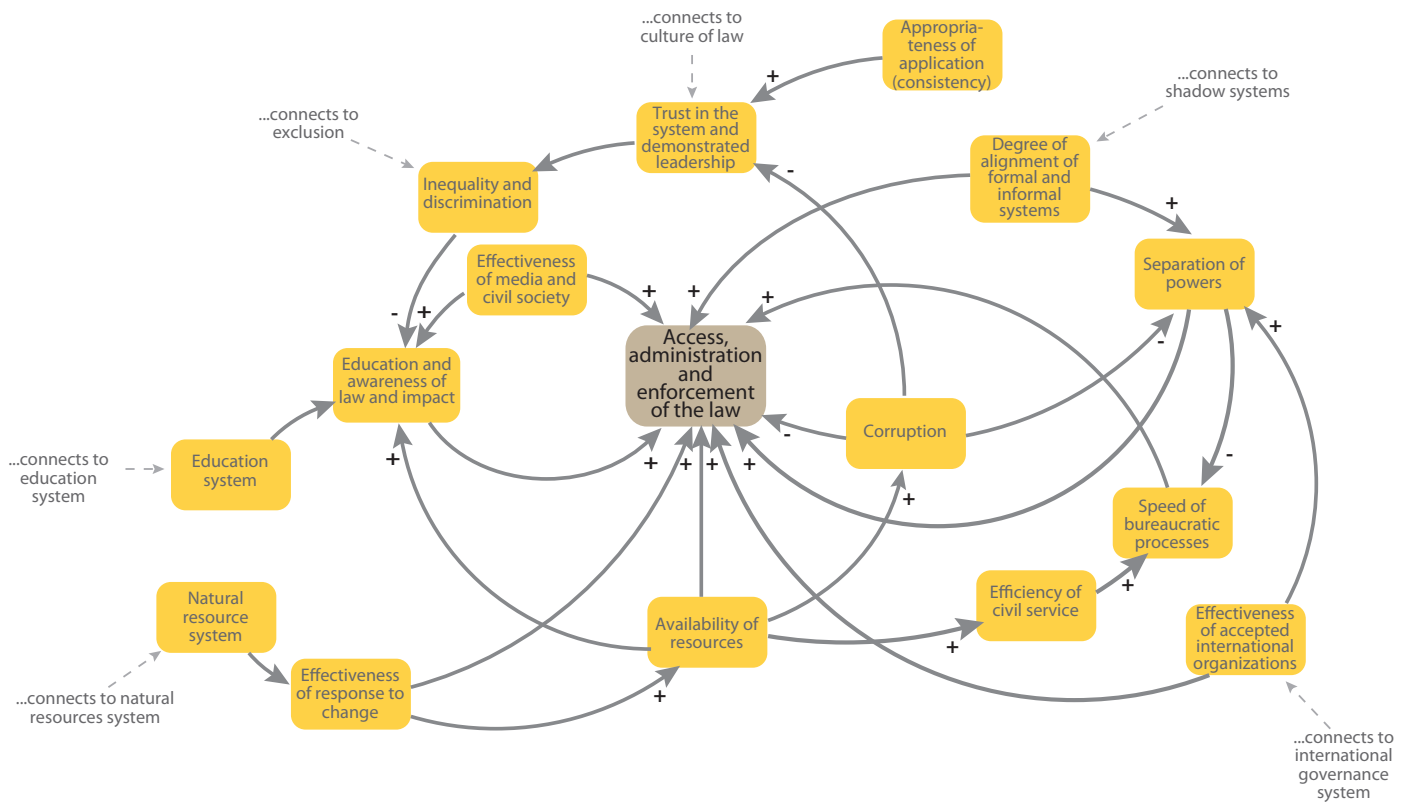 ...connects to
culture of law
Appropria-
teness of
application
(consistency)
...connects to
shadow systems
...connects to
exclusion
+
Trust in the
system and
demonstrated
leadership
Degree of
alignment of
formal and
informal
systems
-
Inequality and
discrimination
+
Effectiveness
of media and
civil society
Separation of
powers
+
+
+
-
+
+
-
Access,
administration
and
enforcement
of the law
Education and
awareness of
law and impact
-
Corruption
...connects to
education
system
Education
system
+
+
+
+
+
-
+
Speed of
bureaucratic
processes
Natural
resource
system
Efficiency of
civil service
+
Availability of
resources
Effectiveness
of accepted
international
organizations
+
Effectiveness
of response to
change
+
...connects to natural
resources system
...connects to
international
governance
system